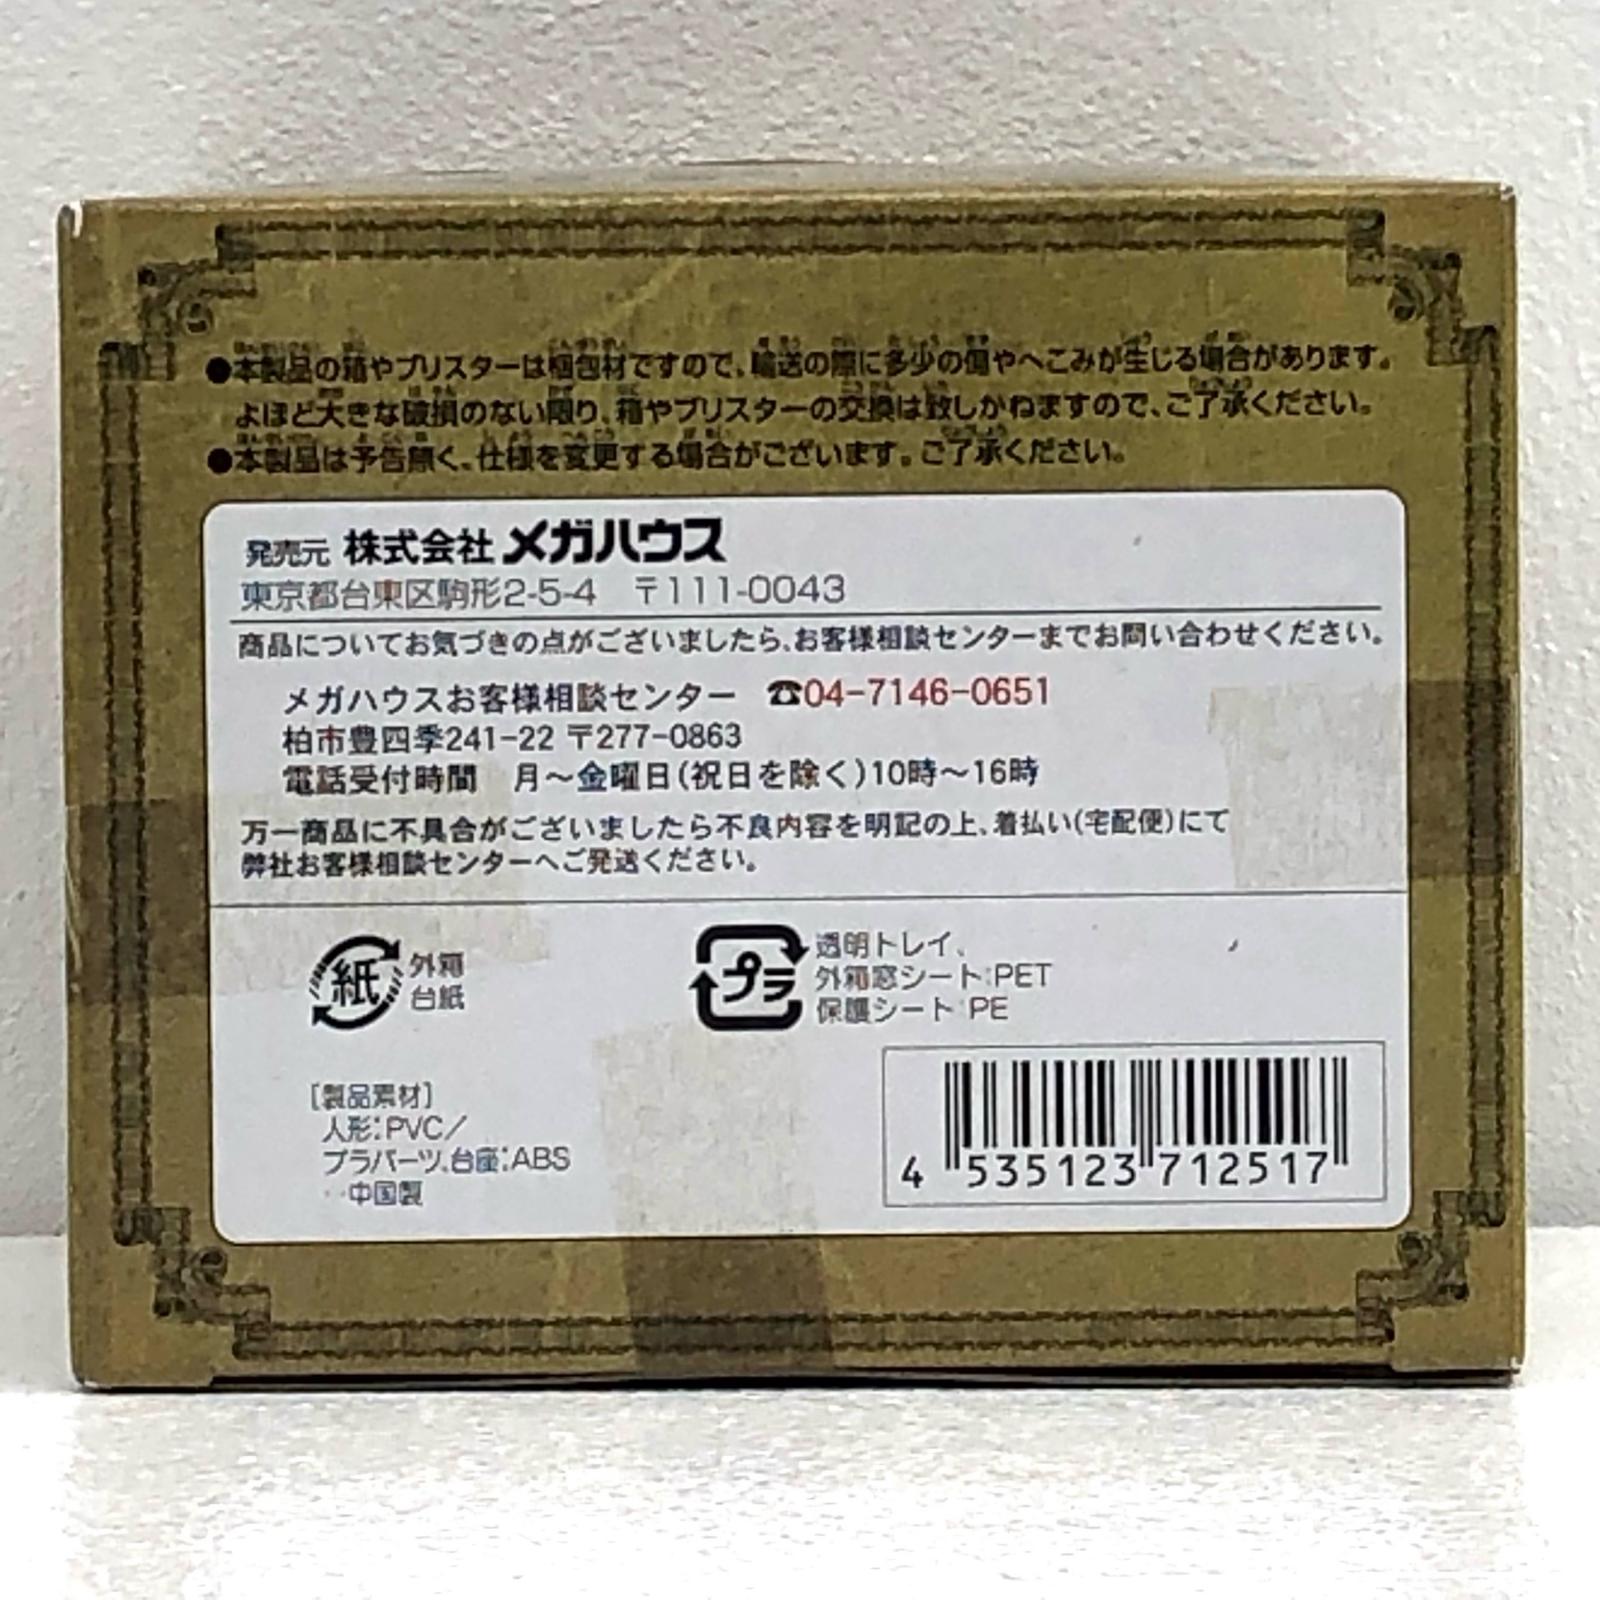 ●本製品の箱やブリスターは梱包材ですので、輸送の際に多少の傷やへこみが生じる場合があります。
よほど大きな破損のない限り、箱やブリスターの交換は致しかねますので、ご了承ください。
●本製品は予告無く、仕様を変更する場合がございます。ご了承ください。
発売元 株式会社 メガハウス
東京都台東区駒形2-5-4 〒111-0043
商品についてお気づきの点がございましたら、お客様相談センターまでお問い合わせください。
メガハウスお客様相談センター ☎04-7146-0651
柏市豊四季241-22 〒277-0863
電話受付時間 月～金曜日(祝日を除く)10時～16時
万一商品に不具合がございましたら不良内容を明記の上、着払い(宅配便)にて
弊社お客様相談センターへご発送ください。
紙 外箱
台紙
プラ 透明トレイ、
外箱窓シート:PET
保護シート:PE
[製品素材]
人形:PVC/
プラパーツ、台座:ABS
中国製
4 535123 712517